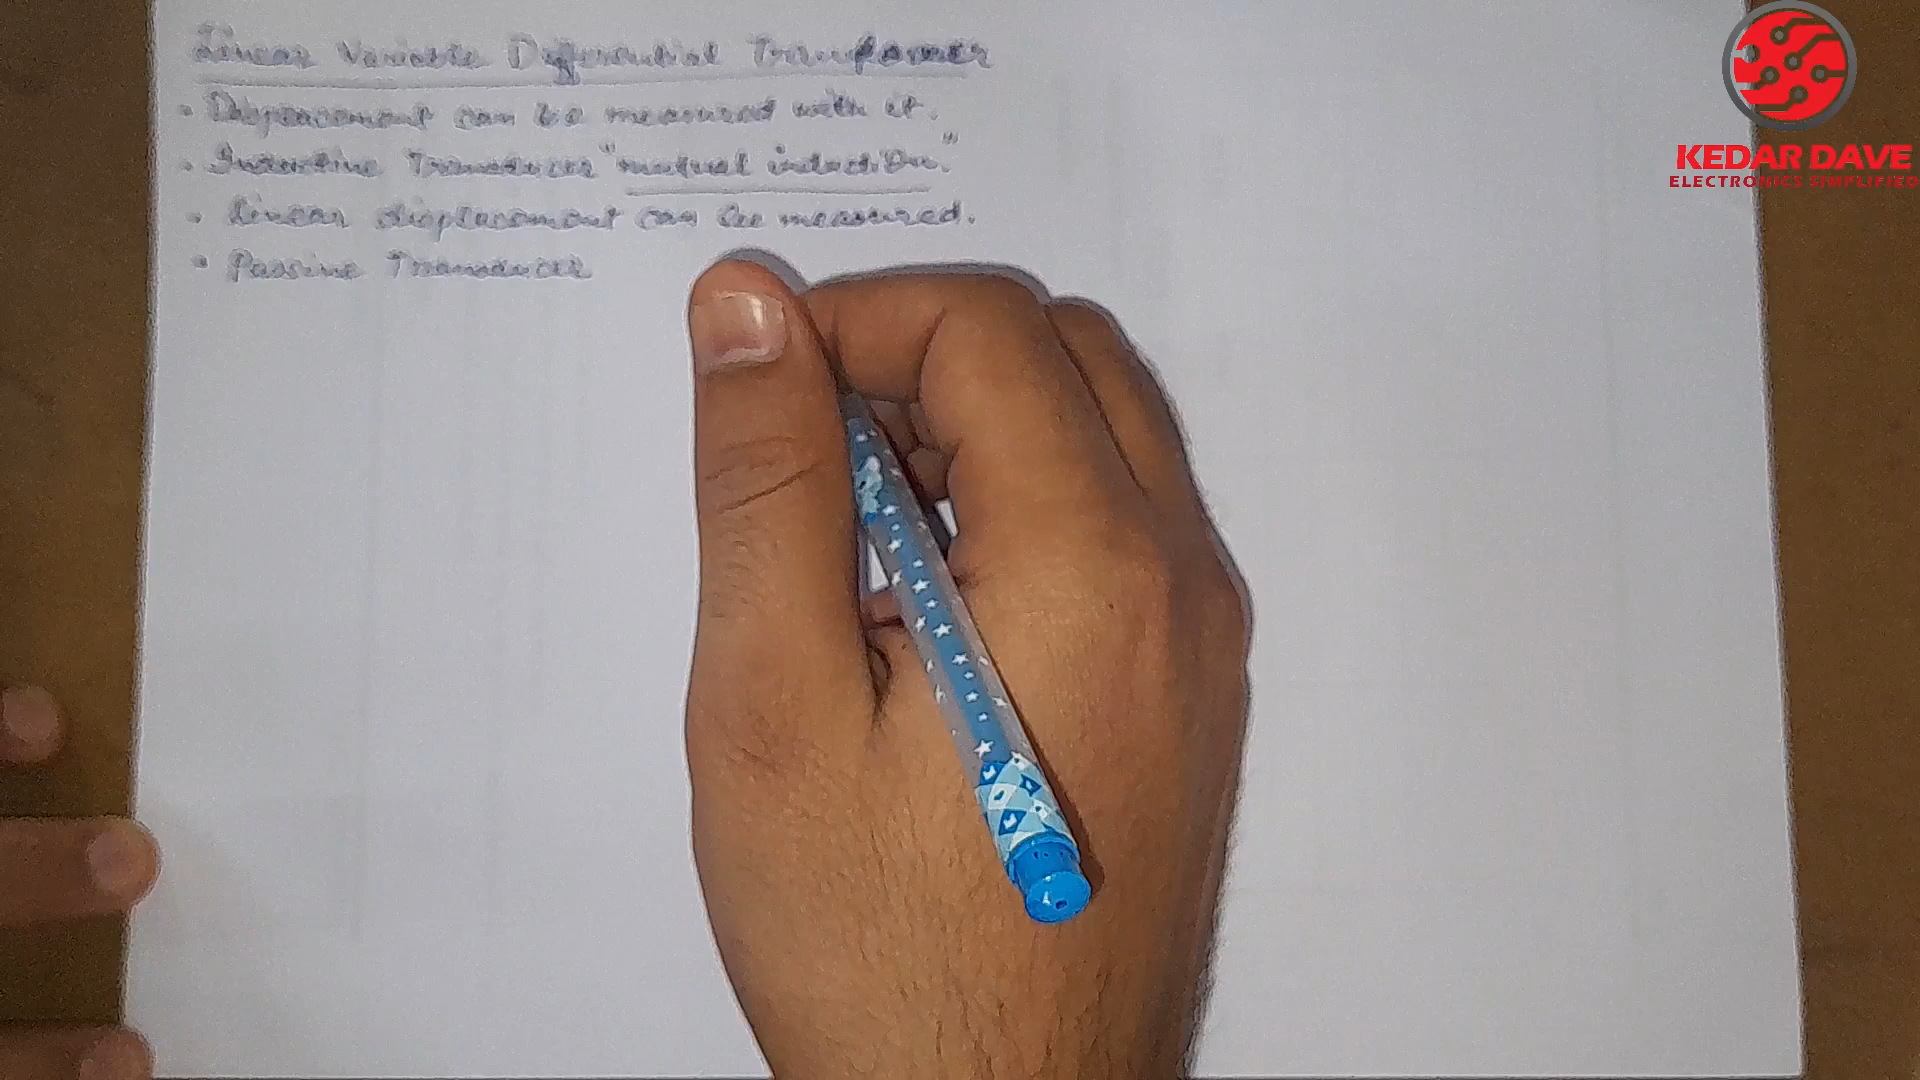 Linear Variable Differential Transformer
• Displacement can be measured with it.
• Inductive Transducer "mutual induction."
• Linear displacement can be measured.
• Passive Transducer
KEDAR DAVE
ELECTRONICS SIMPLIFIED